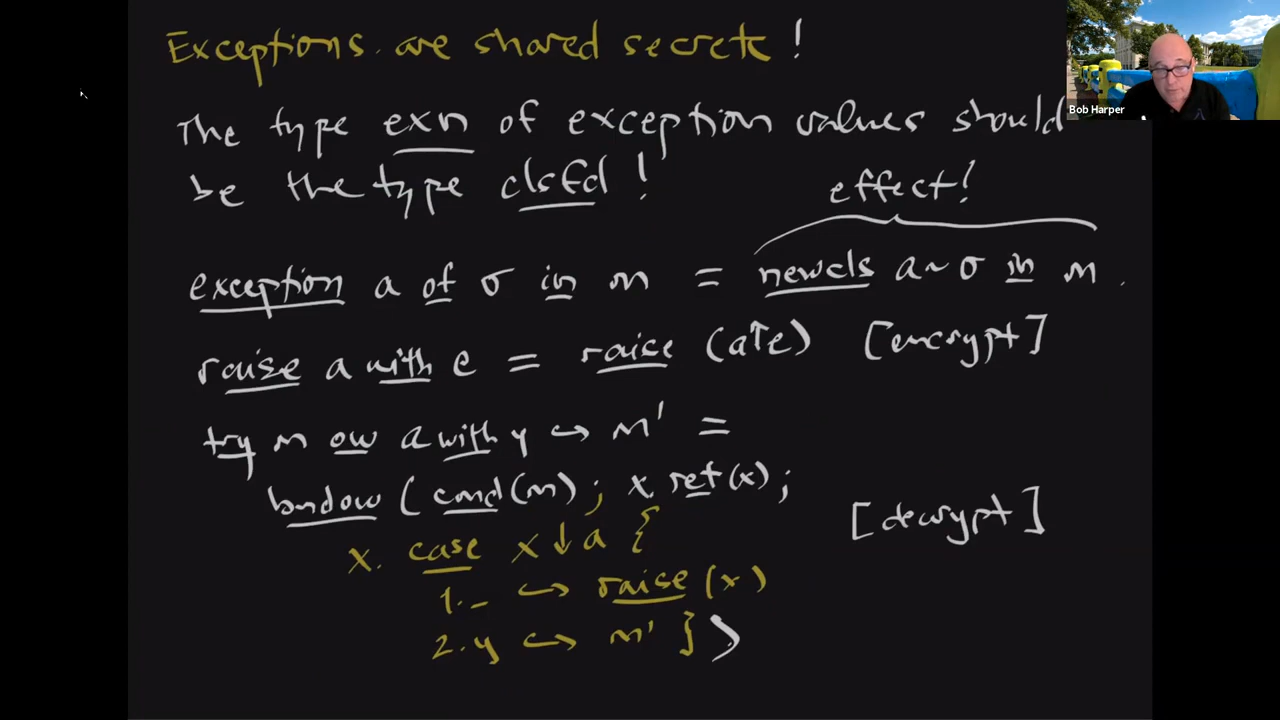 Exceptions are shared secrets!
Bob Harper
The type exn of exception values should
be the type clsfd!
effect!
exception a of σ in m = newcls a ~ σ in m.
raise a with e = raise (a↑e) [encrypt]
try m ow a with y ↪ m' =
bndow (cmd(m); x. ret(x);
[decrypt]
x. case x ↓ a {
1._ ↪ raise (x)
2.y ↪ m' } )